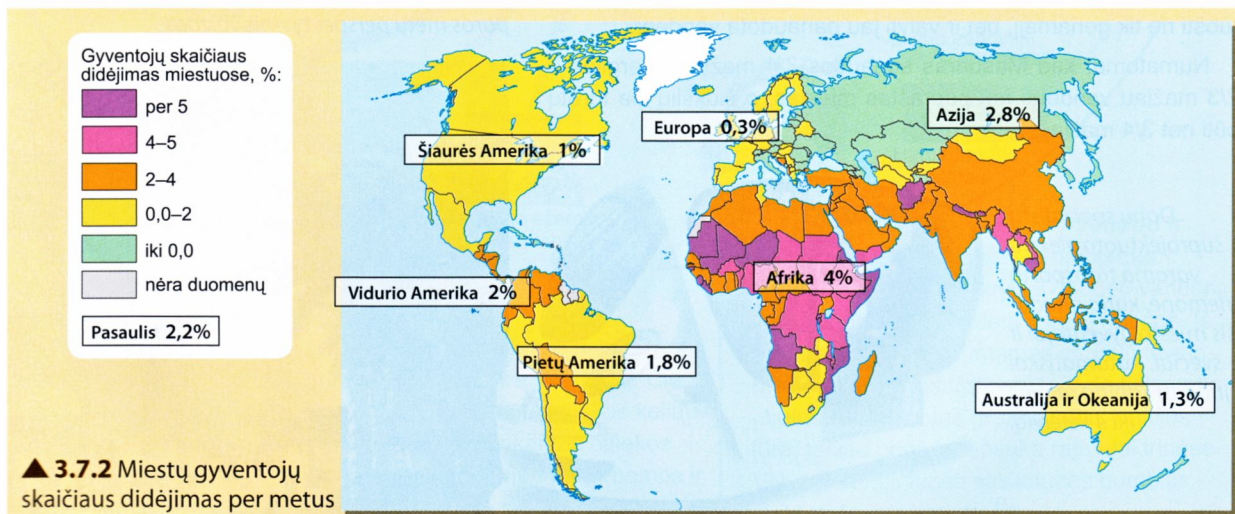 Gyventojų skaičiaus
didėjimas miestuose, %:
per 5
4–5
2–4
0,0–2
iki 0,0
nėra duomenų
Pasaulis 2,2%
Šiaurės Amerika 1%
Europa 0,3%
Azija 2,8%
Vidurio Amerika 2%
Afrika 4%
Pietų Amerika 1,8%
Australija ir Okeanija 1,3%
▲ 3.7.2 Miestų gyventojų
skaičiaus didėjimas per metus